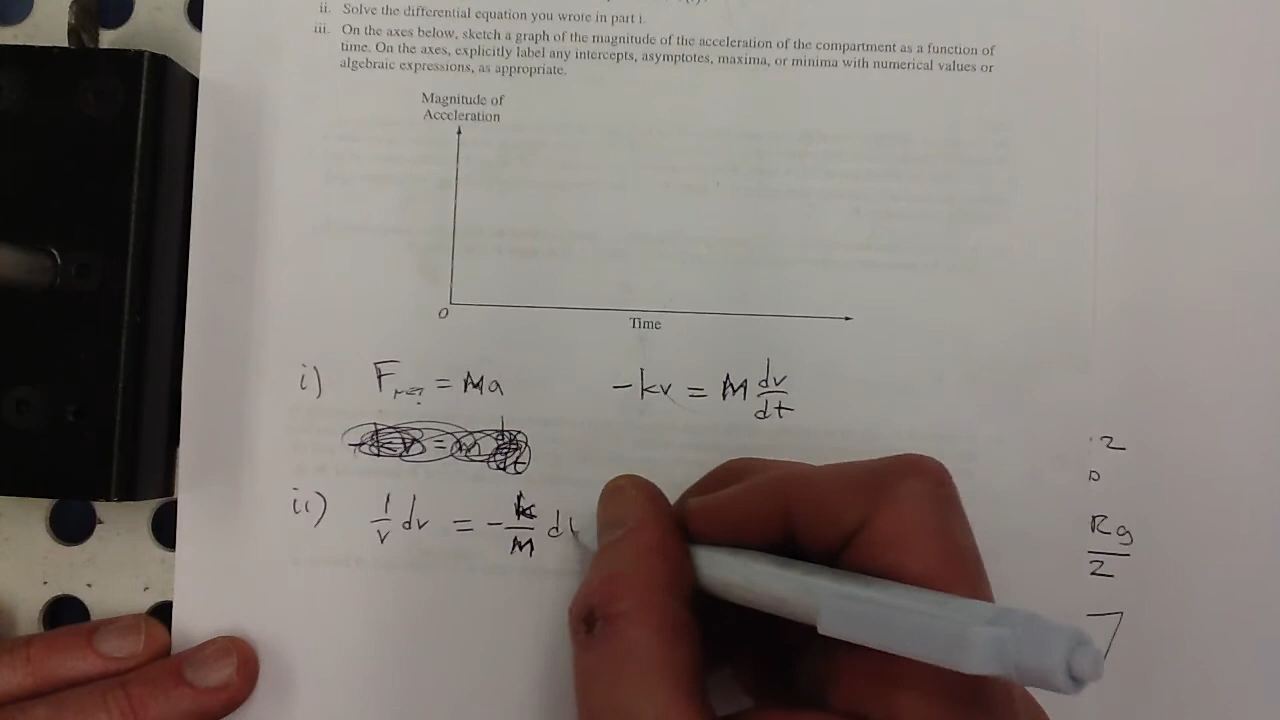 ii. Solve the differential equation you wrote in part i.
iii. On the axes below, sketch a graph of the magnitude of the acceleration of the compartment as a function of
time. On the axes, explicitly label any intercepts, asymptotes, maxima, or minima with numerical values or
algebraic expressions, as appropriate.
Magnitude of
Acceleration
O
Time
i) F_net = Ma -kv = M dv/dt
ii) 1/v dv = -k/M dt
2
Rg/2